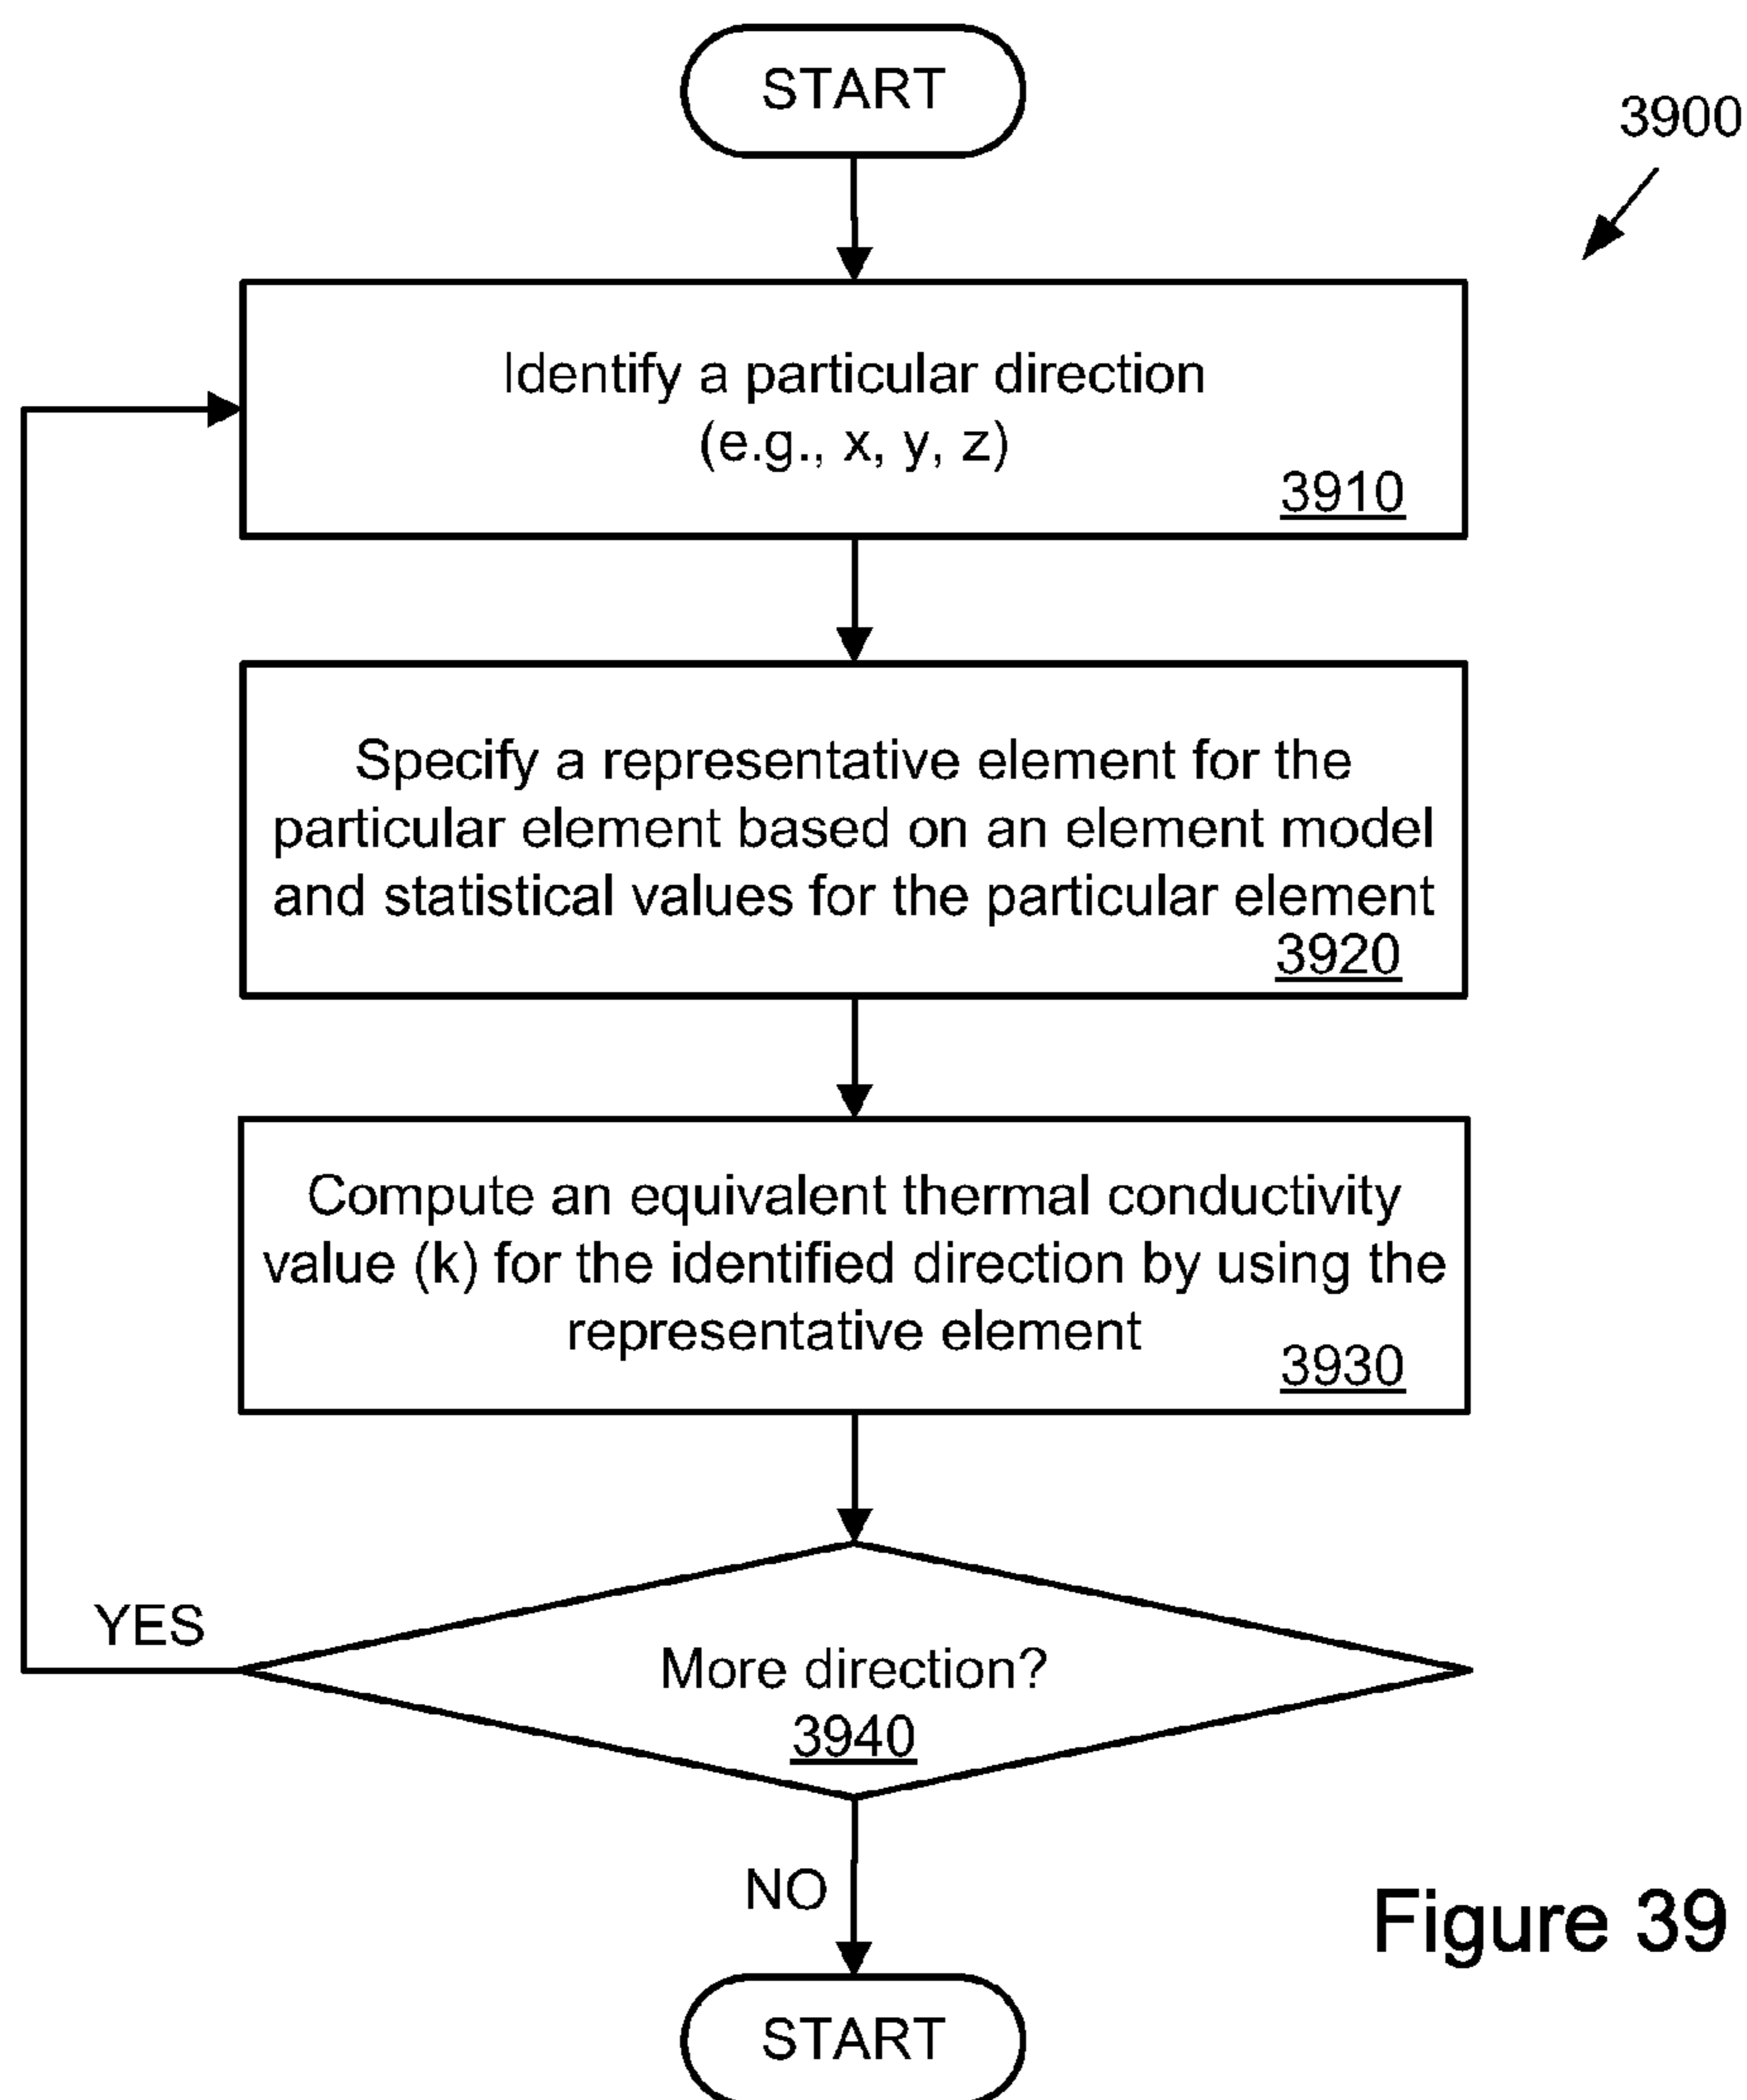 START
3900
Identify a particular direction
(e.g., x, y, z)
3910
Specify a representative element for the
particular element based on an element model
and statistical values for the particular element
3920
Compute an equivalent thermal conductivity
value (k) for the identified direction by using the
representative element
3930
YES
More direction?
3940
NO
Figure 39
START